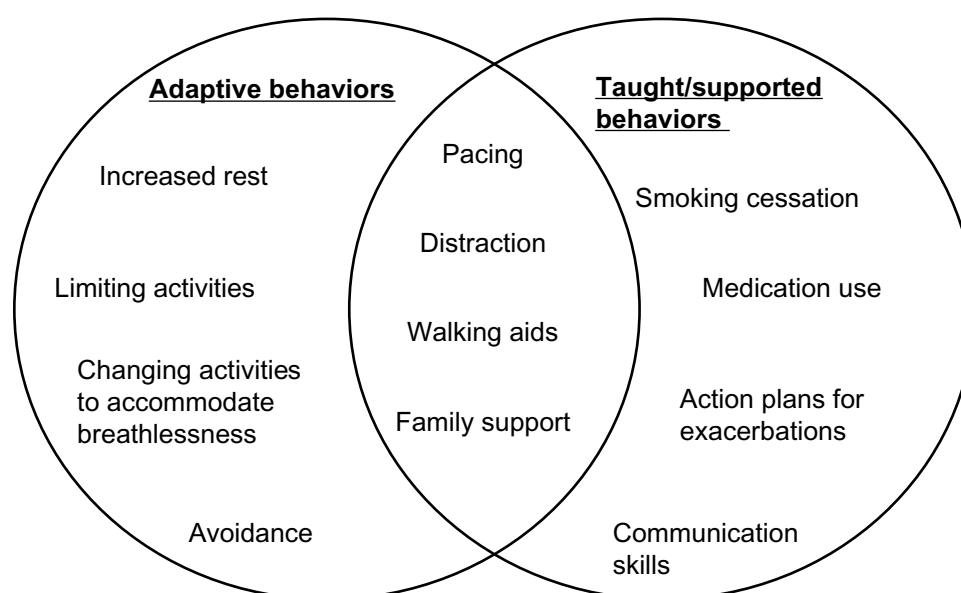 Adaptive behaviors
Increased rest
Limiting activities
Changing activities
to accommodate
breathlessness
Avoidance
Pacing
Distraction
Walking aids
Family support
Taught/supported
behaviors
Smoking cessation
Medication use
Action plans for
exacerbations
Communication
skills